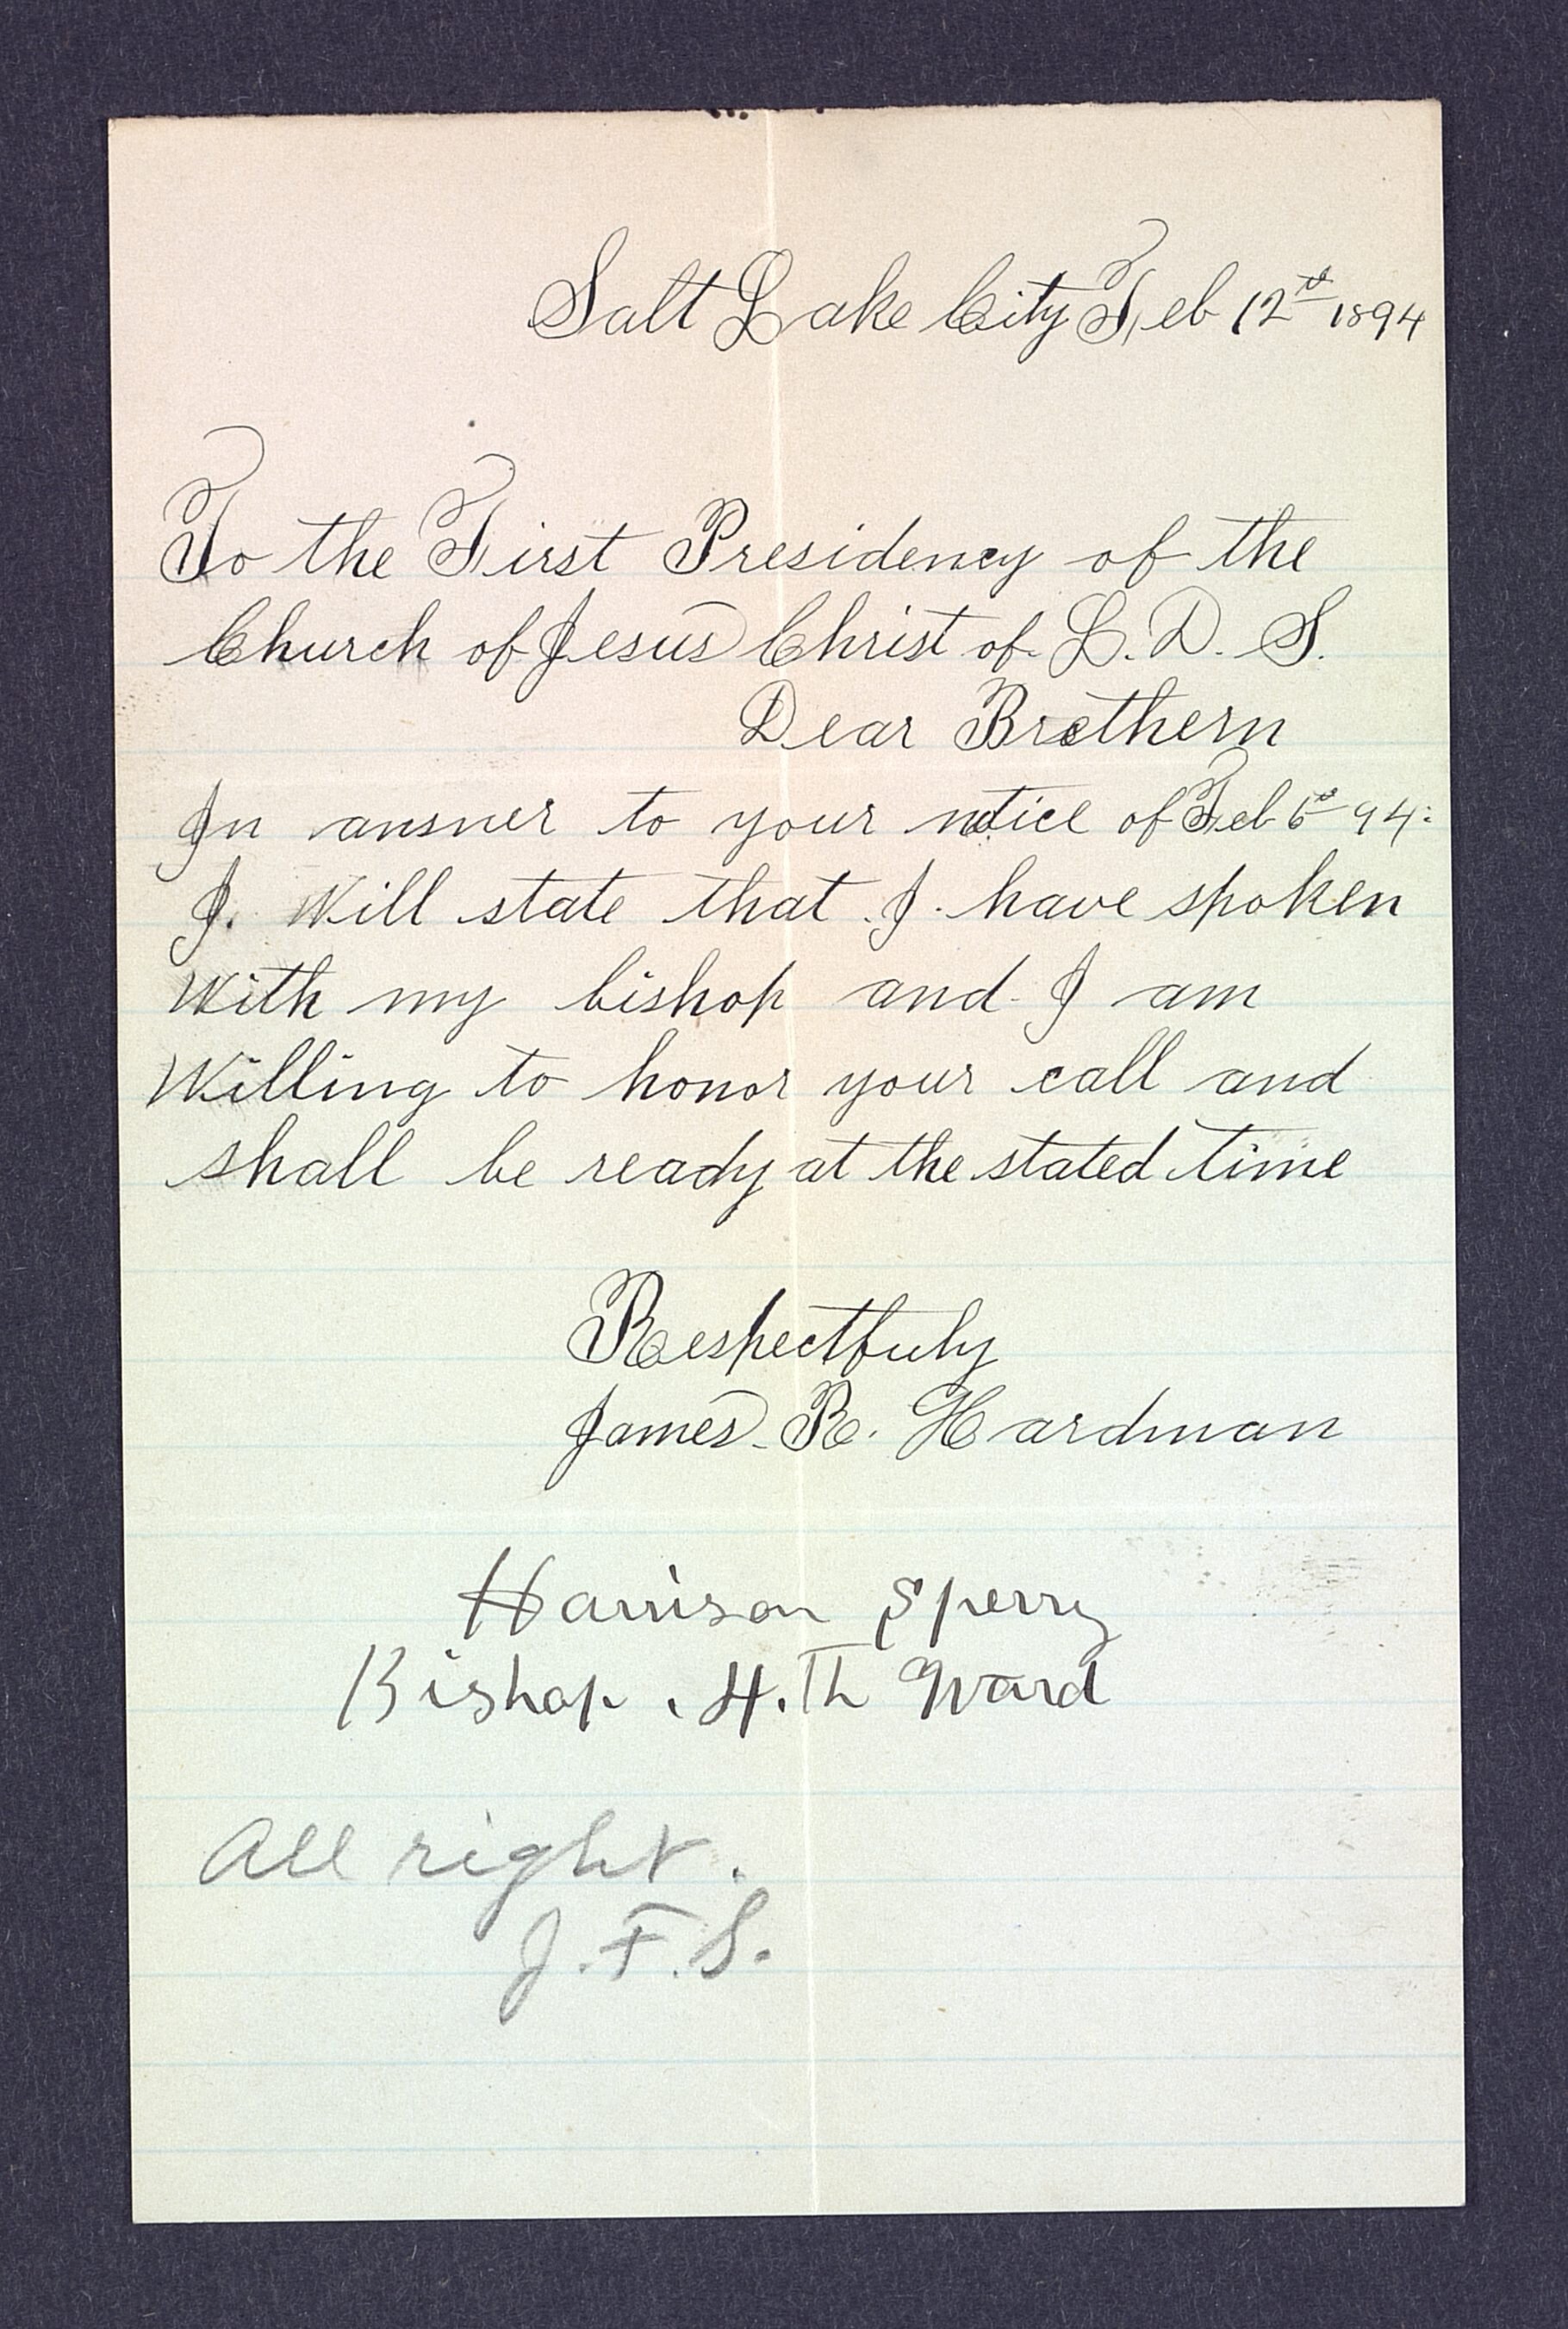 Salt Lake City Feb 12th 1894
To the First Presidency of the
Church of Jesus Christ of L. D. S.
Dear Brethern
In answer to your notice of Feb 6th 94:
I. will state that I have spoken
with my bishop and I am
Willing to honor your call and
shall be ready at the stated time
Respectfuly
James R. Hardman
Harrison Sperry
Bishop. 4.Th Ward
All right.
J. F. S.